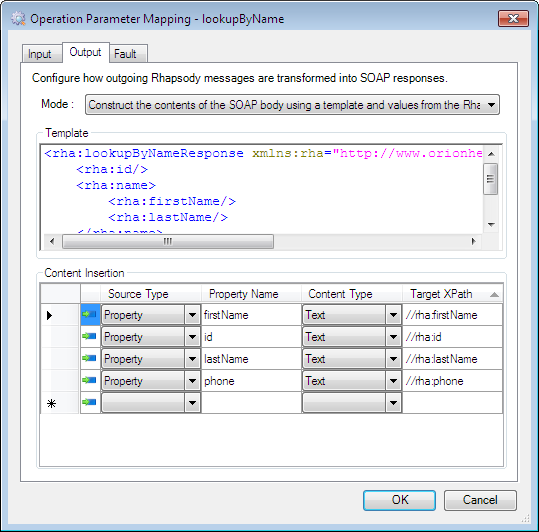 Operation Parameter Mapping - lookupByName
Input Output Fault
Configure how outgoing Rhapsody messages are transformed into SOAP responses.
Mode : Construct the contents of the SOAP body using a template and values from the Rha
Template
<rha:lookupByNameResponse xmlns:rha="http://www.orionhe
<rha:id/>
<rha:name>
<rha:firstName/>
<rha:lastName/>
</rha:name>
Content Insertion
Source Type Property Name Content Type Target XPath
Property firstName Text //rha:firstName
Property id Text //rha:id
Property lastName Text //rha:lastName
Property phone Text //rha:phone
OK Cancel